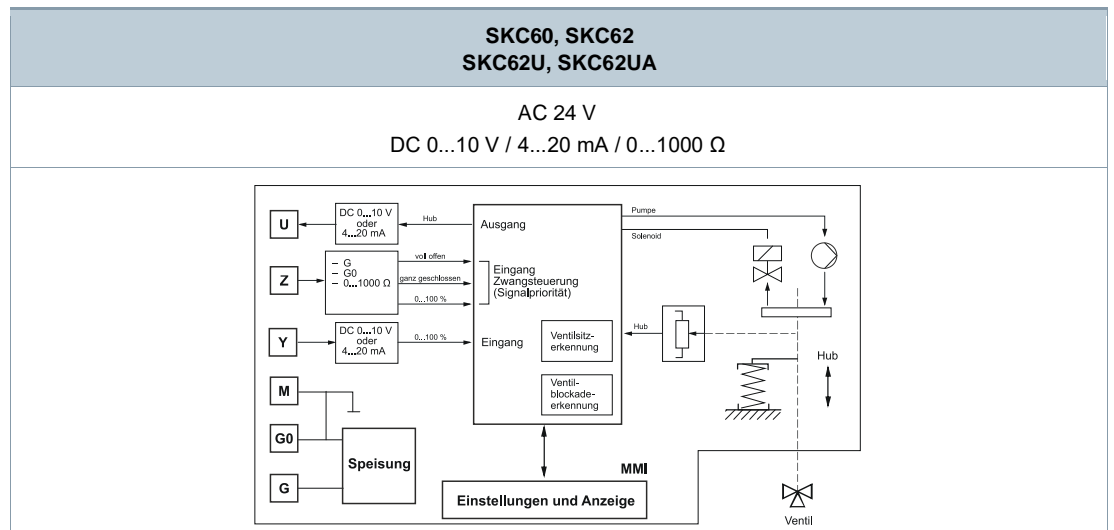 SKC60, SKC62
SKC62U, SKC62UA
AC 24 V
DC 0...10 V / 4...20 mA / 0...1000 Ω
U
DC 0...10 V
oder
4...20 mA
Hub
Ausgang
Pumpe
Solenoid
Z
– G
– G0
– 0...1000 Ω
voll offen
ganz geschlossen
0...100 %
Eingang
Zwangsteuerung
(Signalpriorität)
Y
DC 0...10 V
oder
4...20 mA
0...100 %
Eingang
Ventilsitz-
erkennung
Hub
Hub
Ventil-
blockade-
erkennung
M
G0
G
Speisung
MMI
Einstellungen und Anzeige
Ventil